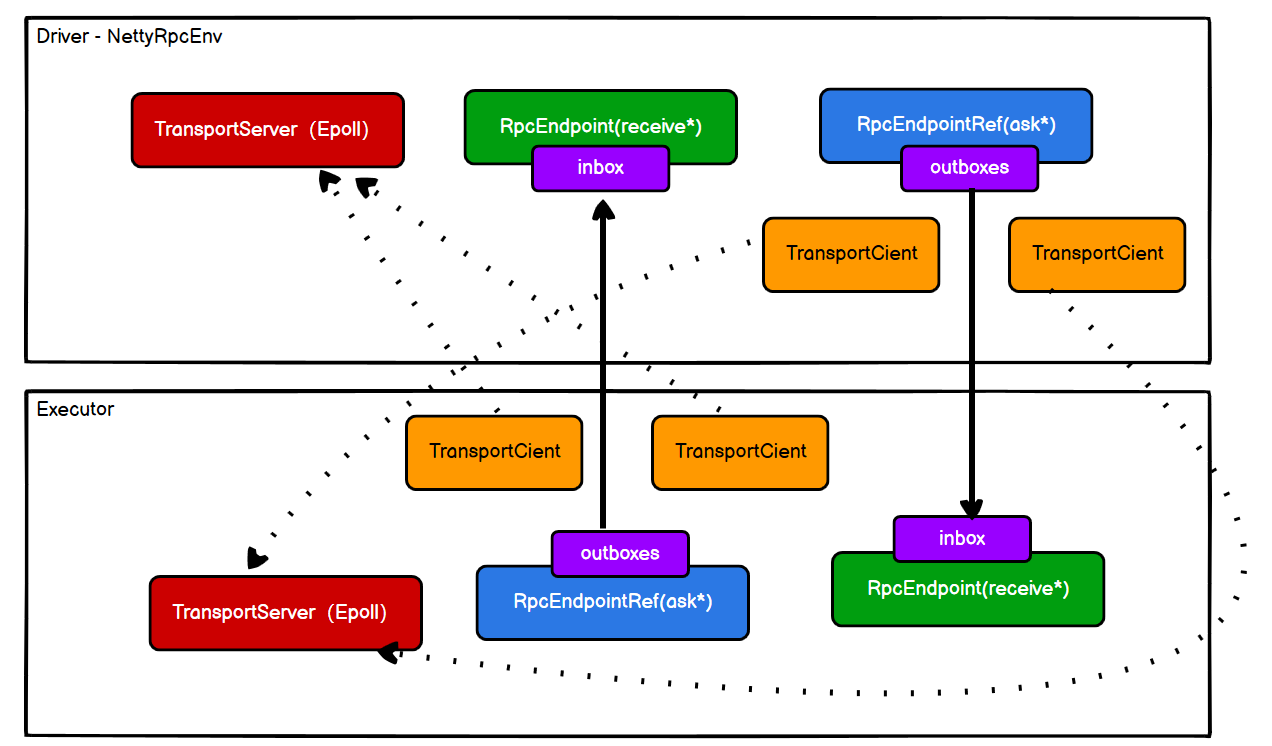 Driver - NettyRpcEnv
TransportServer (Epoll)
RpcEndpoint(receive*)
RpcEndpointRef(ask*)
inbox
outboxes
TransportCient
TransportCient
Executor
TransportCient
TransportCient
outboxes
inbox
TransportServer (Epoll)
RpcEndpointRef(ask*)
RpcEndpoint(receive*)